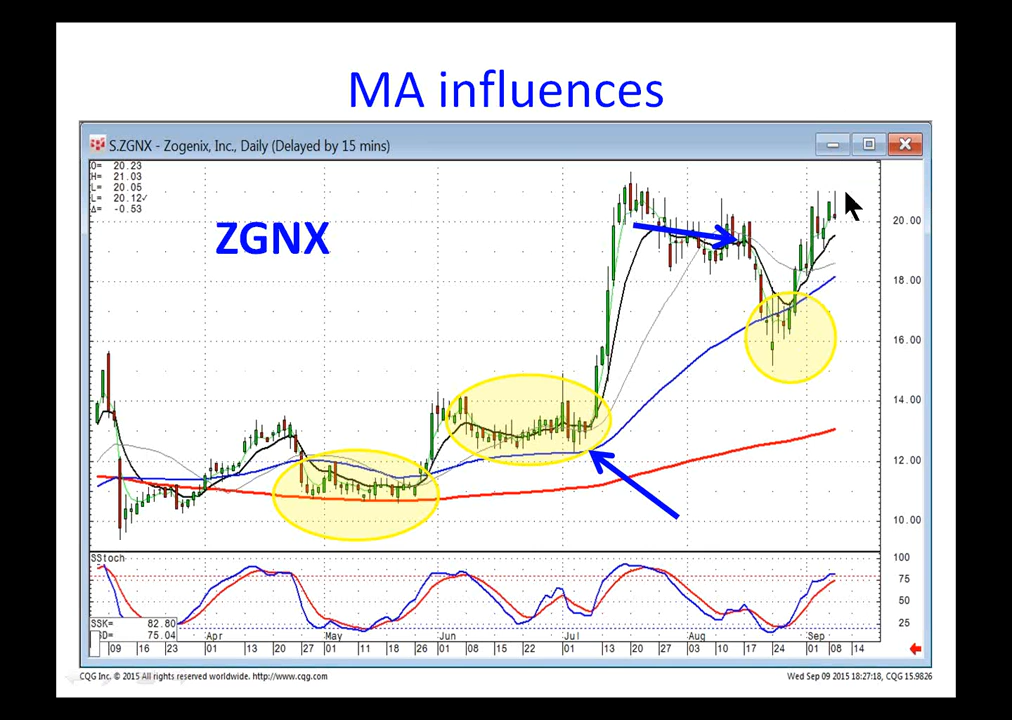 MA influences
S.ZGNX - Zogenix, Inc., Daily (Delayed by 15 mins)
O= 20.23
H= 21.03
L= 20.05
L= 20.12✓
Δ= -0.53
ZGNX
20.00
18.00
16.00
14.00
12.00
10.00
SStoch
100
75
50
25
SSK= 82.80
75.04
Apr May Jun Jul Aug Sep
09 16 23 01 13 20 27 01 11 18 26 01 08 15 22 01 13 20 27 03 10 17 24 01 08 14
CQG Inc. © 2015 All rights reserved worldwide. http://www.cqg.com
Wed Sep 09 2015 18:27:18, CQG 15.9826